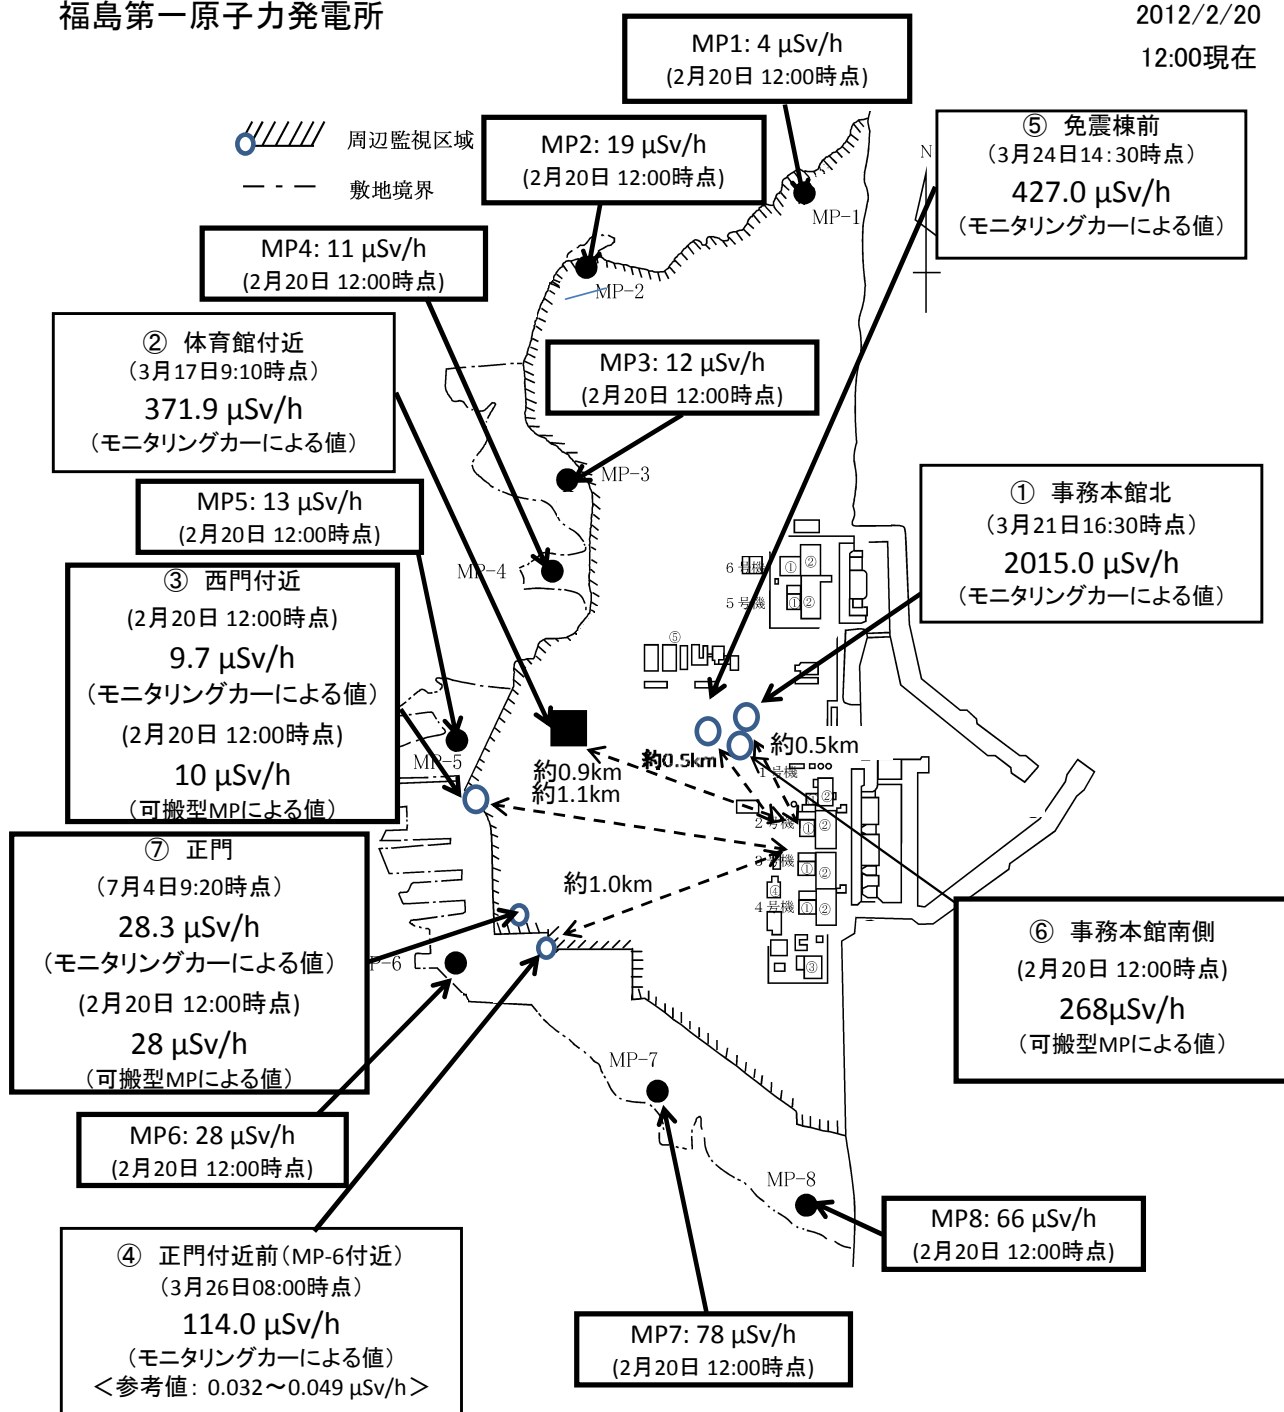 福島第一原子力発電所
2012/2/20
12:00現在
MP1: 4 μSv/h
(2月20日 12:00時点)
周辺監視区域
敷地境界
MP2: 19 μSv/h
(2月20日 12:00時点)
⑤ 免震棟前
(3月24日14:30時点)
427.0 μSv/h
(モニタリングカーによる値)
N
MP-1
MP4: 11 μSv/h
(2月20日 12:00時点)
MP-2
② 体育館付近
(3月17日9:10時点)
371.9 μSv/h
(モニタリングカーによる値)
MP3: 12 μSv/h
(2月20日 12:00時点)
MP-3
MP5: 13 μSv/h
(2月20日 12:00時点)
① 事務本館北
(3月21日16:30時点)
2015.0 μSv/h
(モニタリングカーによる値)
MP-4
6号機
① ②
5号機
① ②
③ 西門付近
(2月20日 12:00時点)
9.7 μSv/h
(モニタリングカーによる値)
(2月20日 12:00時点)
10 μSv/h
(可搬型MPによる値)
⑤
MP-5
約0.5km
約0.5km
約0.9km
約1.1km
1号機
②
2号機
① ②
3号機
① ②
④
4号機
① ②
③
約1.0km
⑦ 正門
(7月4日9:20時点)
28.3 μSv/h
(モニタリングカーによる値)
(2月20日 12:00時点)
28 μSv/h
(可搬型MPによる値)
P-6
⑥ 事務本館南側
(2月20日 12:00時点)
268μSv/h
(可搬型MPによる値)
MP-7
MP6: 28 μSv/h
(2月20日 12:00時点)
MP-8
MP8: 66 μSv/h
(2月20日 12:00時点)
④ 正門付近前(MP-6付近)
(3月26日08:00時点)
114.0 μSv/h
(モニタリングカーによる値)
<参考値: 0.032～0.049 μSv/h>
MP7: 78 μSv/h
(2月20日 12:00時点)